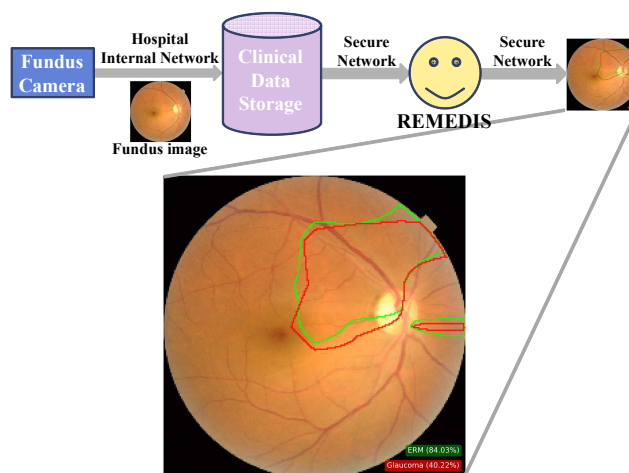 Fundus
Camera
Hospital
Internal Network
Fundus image
Clinical
Data
Storage
Secure
Network
REMEDIS
Secure
Network
ERM (84.03%)
Glaucoma (40.22%)